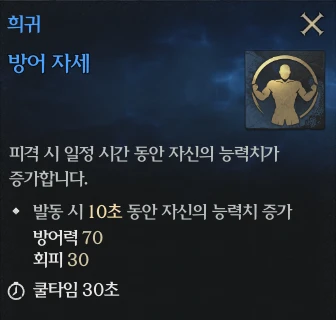 희귀
방어 자세
피격 시 일정 시간 동안 자신의 능력치가
증가합니다.
발동 시 10초 동안 자신의 능력치 증가
방어력 70
회피 30
쿨타임 30초